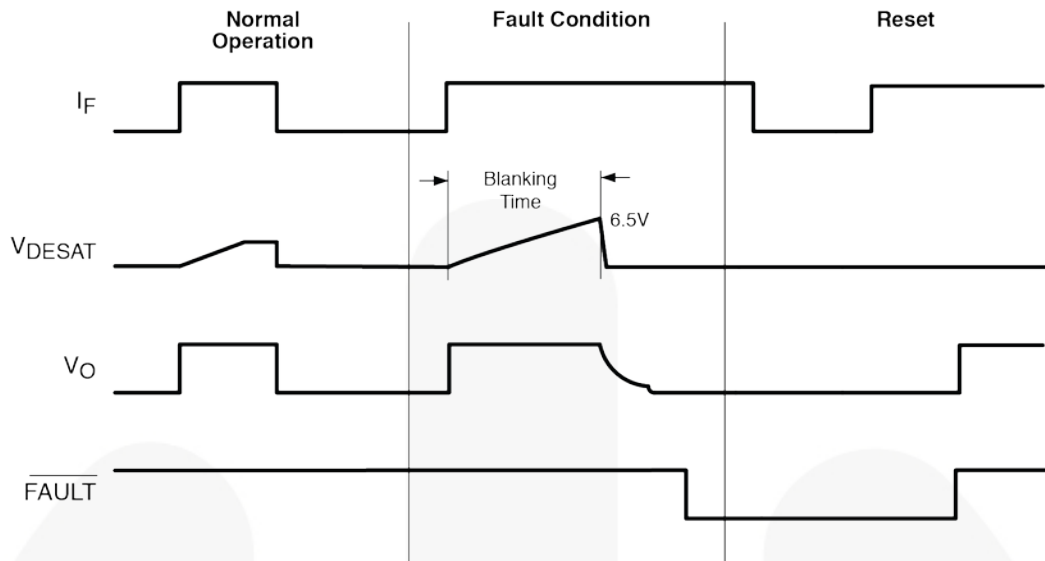 Normal
Operation
Fault Condition
Reset
IF
Blanking
Time
6.5V
VDESAT
VO
FAULT